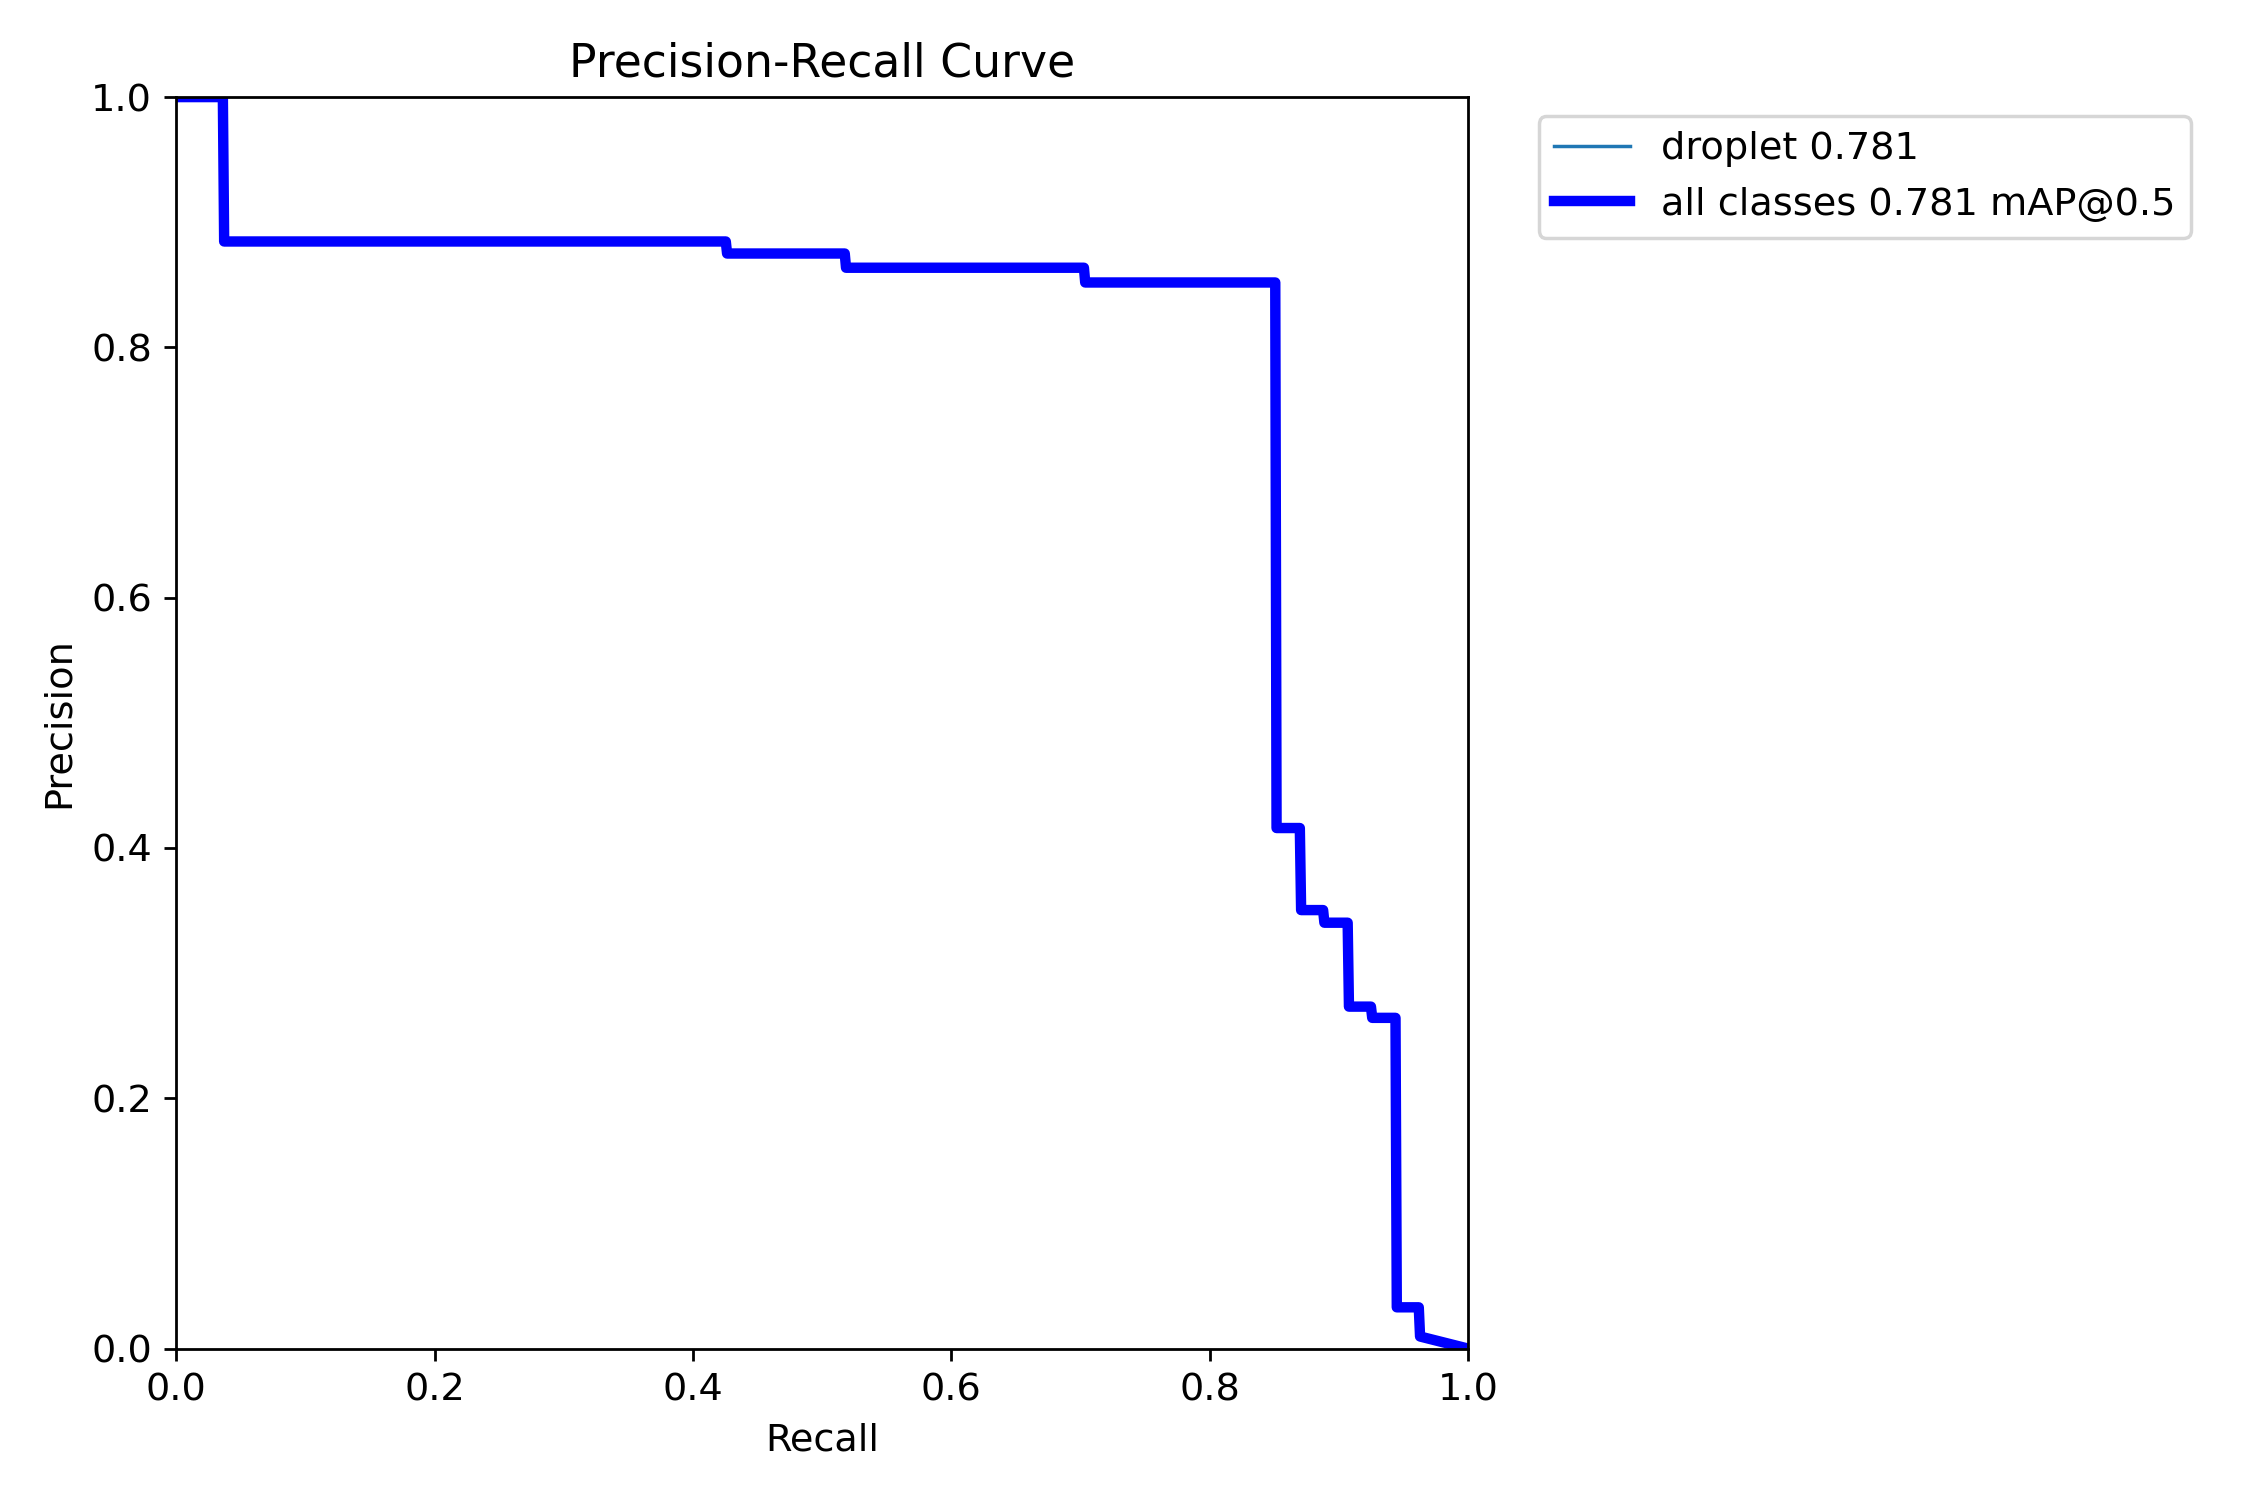 Precision-Recall Curve
1.0
0.8
0.6
0.4
0.2
0.0
Precision
0.0 0.2 0.4 0.6 0.8 1.0
Recall
droplet 0.781
all classes 0.781 mAP@0.5